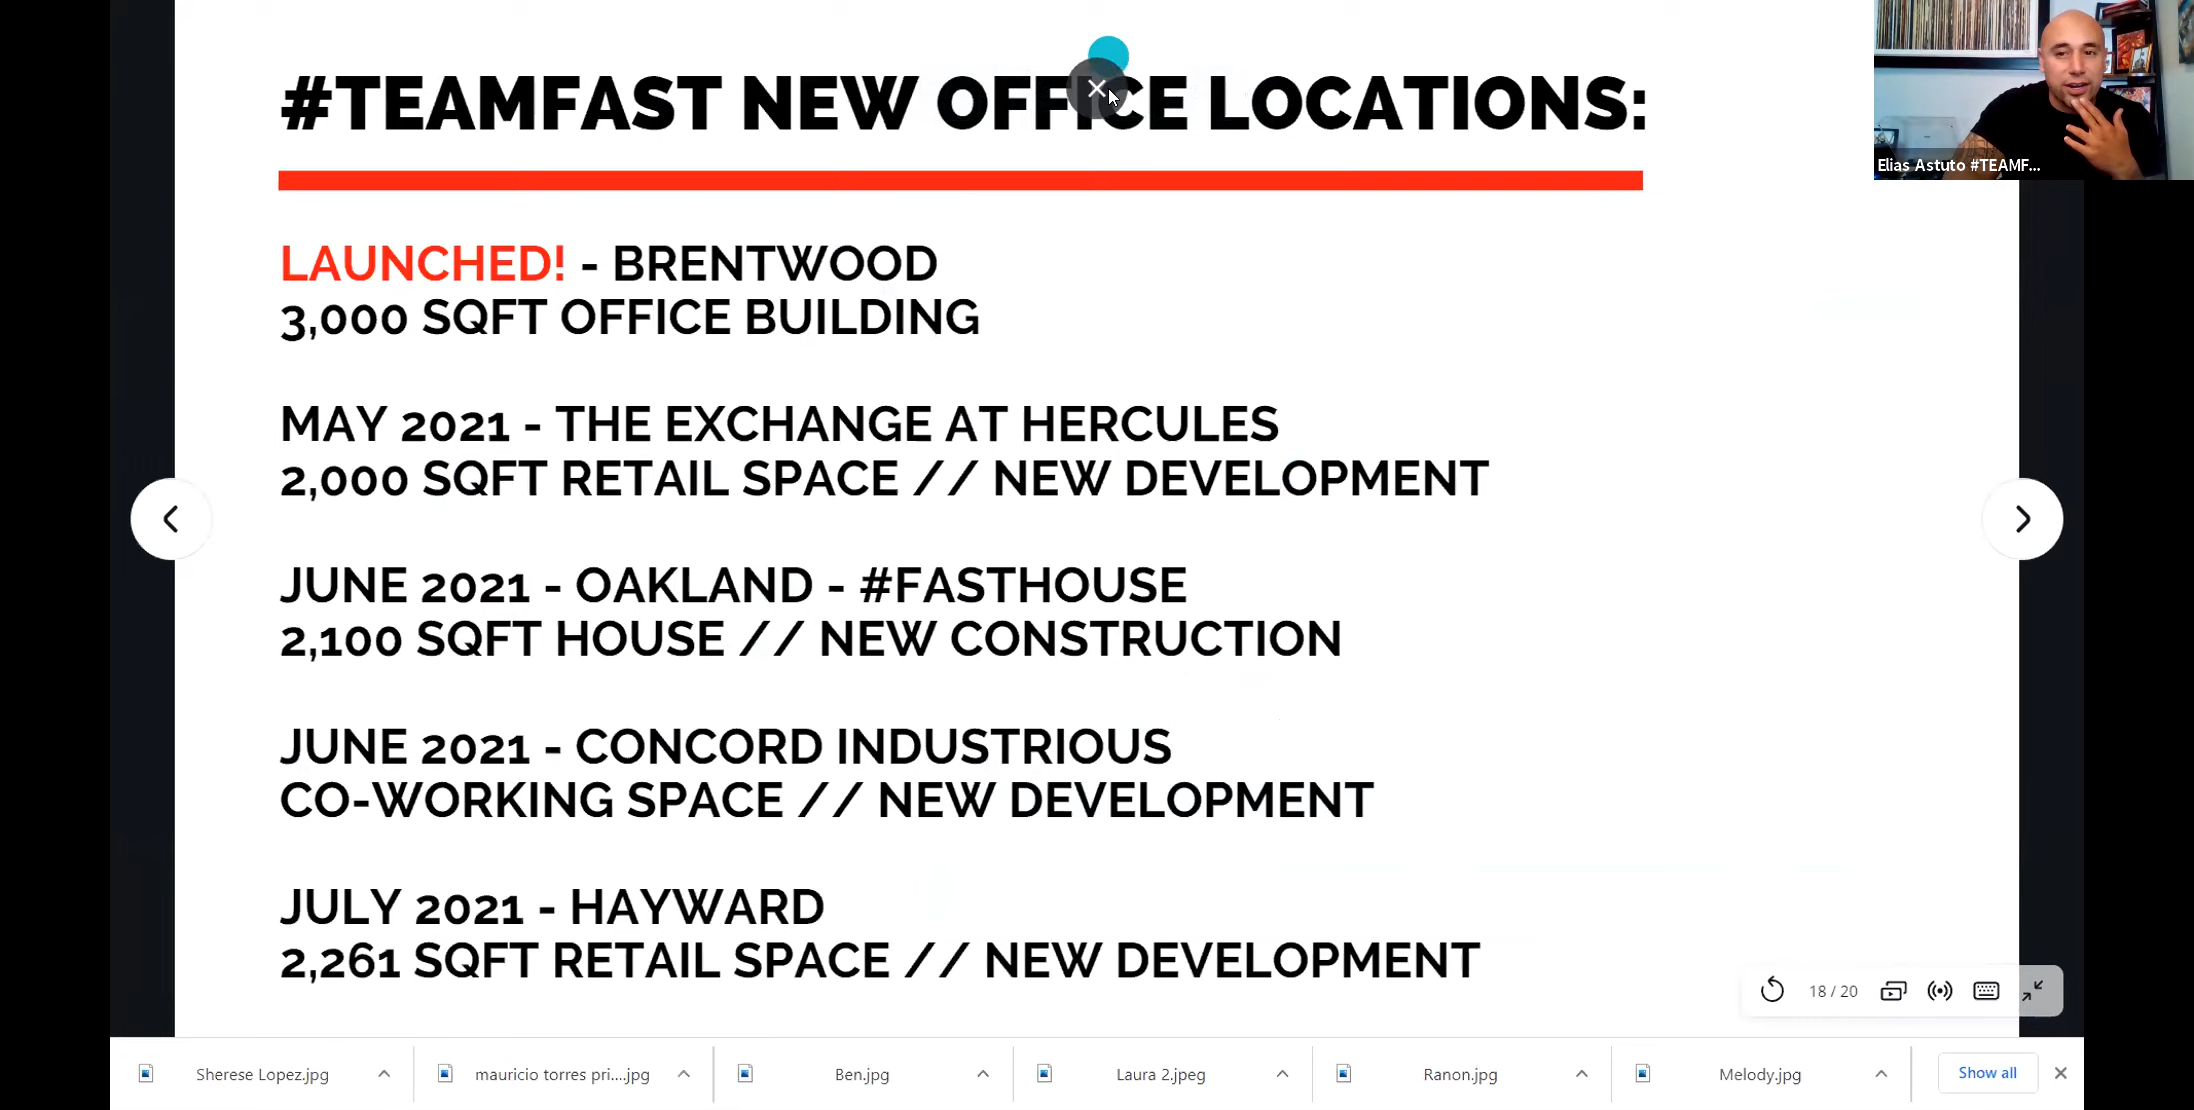 #TEAMFAST NEW OFFICE LOCATIONS:
Elias Astuto #TEAMF...
LAUNCHED! - BRENTWOOD
3,000 SQFT OFFICE BUILDING
MAY 2021 - THE EXCHANGE AT HERCULES
2,000 SQFT RETAIL SPACE // NEW DEVELOPMENT
JUNE 2021 - OAKLAND - #FASTHOUSE
2,100 SQFT HOUSE // NEW CONSTRUCTION
JUNE 2021 - CONCORD INDUSTRIOUS
CO-WORKING SPACE // NEW DEVELOPMENT
JULY 2021 - HAYWARD
2,261 SQFT RETAIL SPACE // NEW DEVELOPMENT
18 / 20
Sherese Lopez.jpg
mauricio torres pri....jpg
Ben.jpg
Laura 2.jpeg
Ranon.jpg
Melody.jpg
Show all